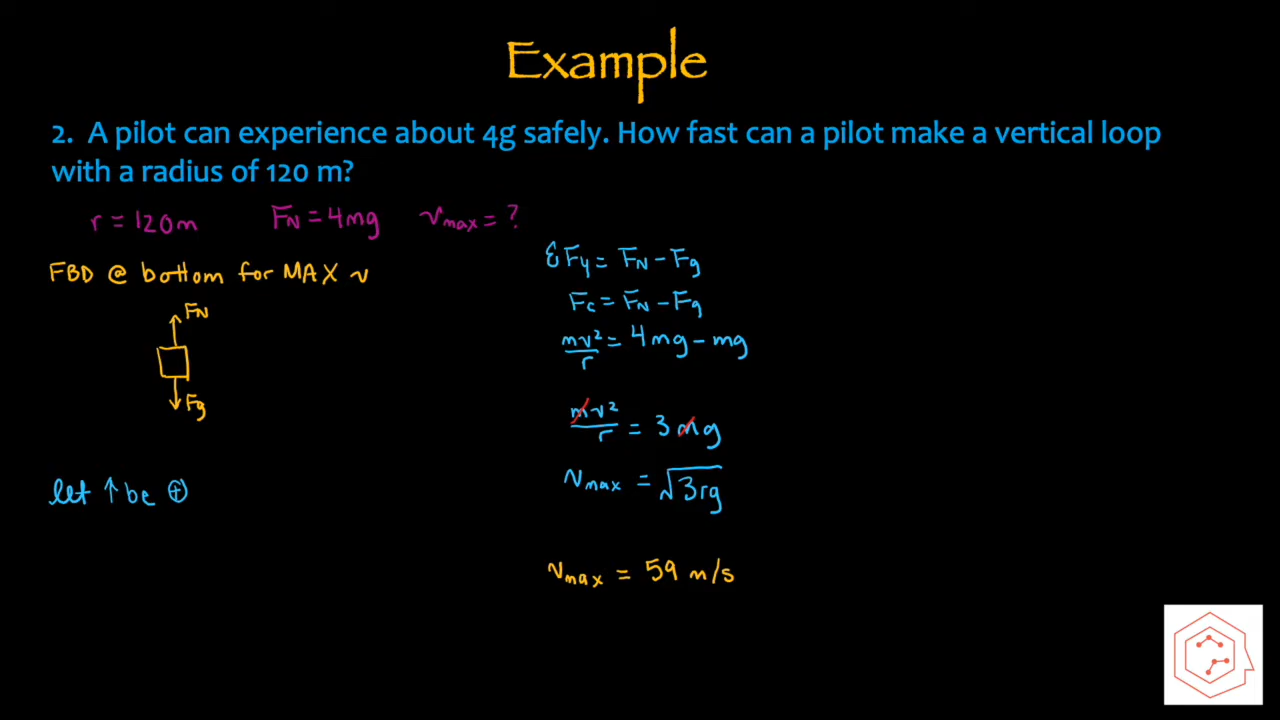 Example
2. A pilot can experience about 4g safely. How fast can a pilot make a vertical loop
with a radius of 120 m?
r = 120m FN = 4mg vmax = ?
FBD @ bottom for MAX v
FN
Fg
let ↑ be ⊕
ΣFy = FN - Fg
Fc = FN - Fg
mv²/r = 4mg - mg
mv²/r = 3mg
vmax = √3rg
vmax = 59 m/s